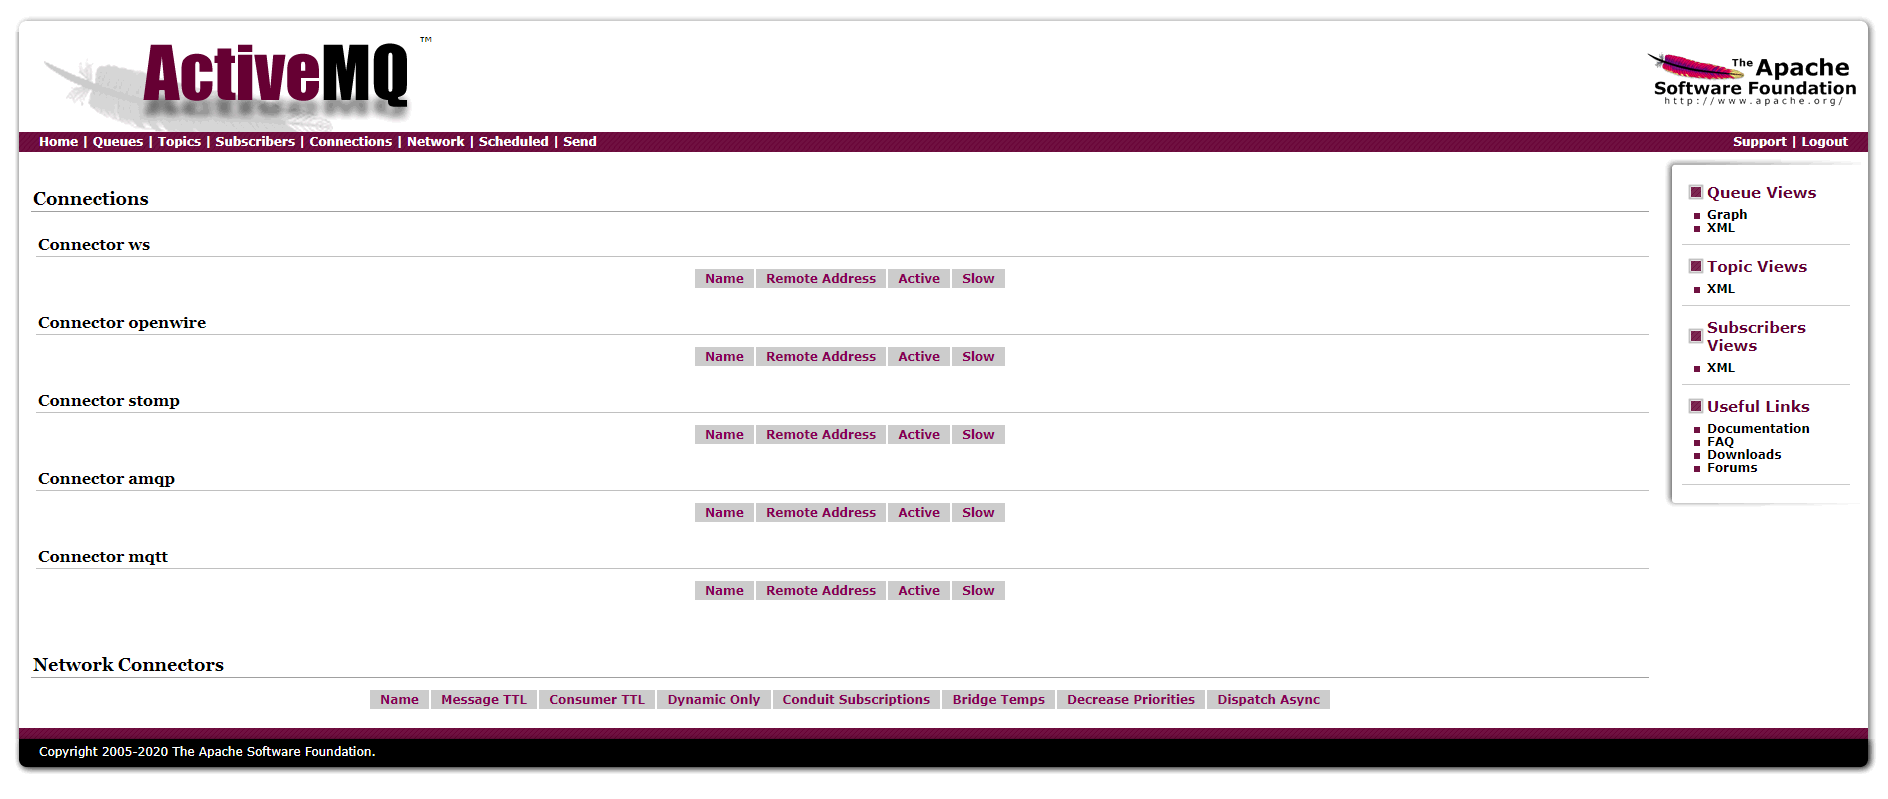 ActiveMQ ™
The Apache
Software Foundation
http://www.apache.org/
Home | Queues | Topics | Subscribers | Connections | Network | Scheduled | Send
Support | Logout
Connections
Connector ws
Name Remote Address Active Slow
Connector openwire
Name Remote Address Active Slow
Connector stomp
Name Remote Address Active Slow
Connector amqp
Name Remote Address Active Slow
Connector mqtt
Name Remote Address Active Slow
Network Connectors
Name Message TTL Consumer TTL Dynamic Only Conduit Subscriptions Bridge Temps Decrease Priorities Dispatch Async
Queue Views
Graph
XML
Topic Views
XML
Subscribers
Views
XML
Useful Links
Documentation
FAQ
Downloads
Forums
Copyright 2005-2020 The Apache Software Foundation.